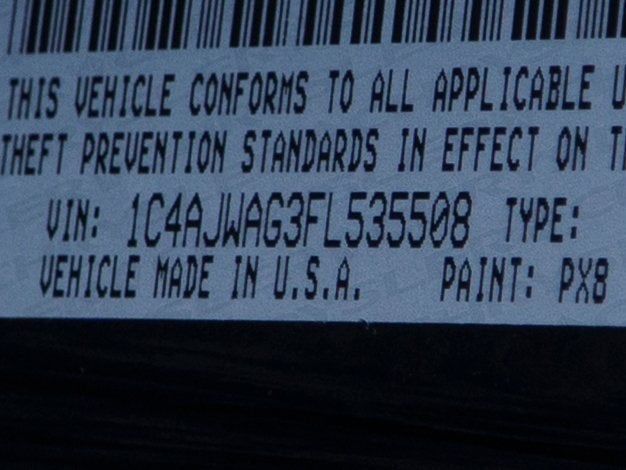 THIS VEHICLE CONFORMS TO ALL APPLICABLE
THEFT PREVENTION STANDARDS IN EFFECT ON
VIN: 1C4AJWAG3FL535508 TYPE:
VEHICLE MADE IN U.S.A. PAINT: PX8